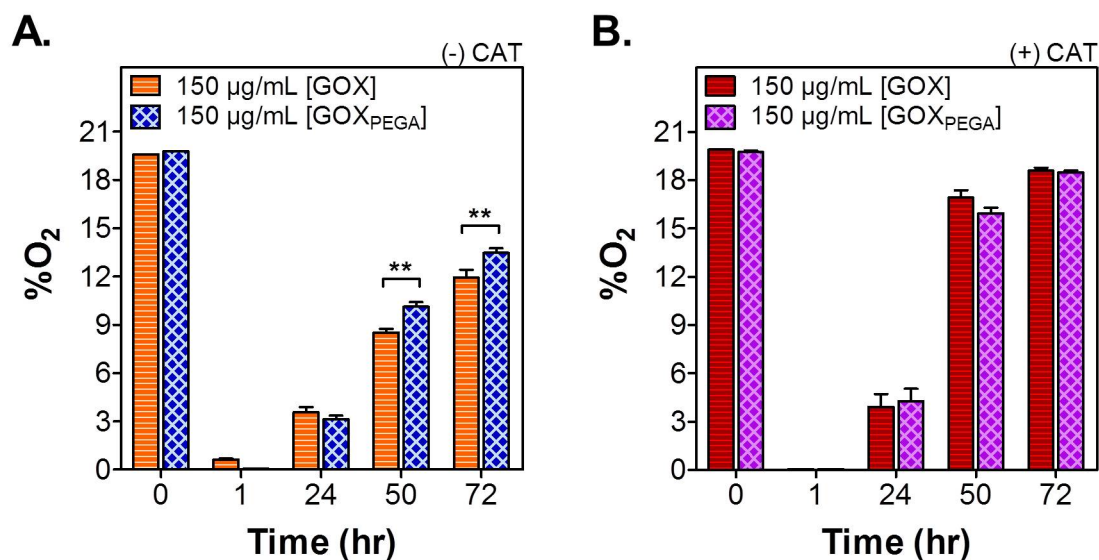 A.
(-) CAT
150 µg/mL [GOX]
150 µg/mL [GOXPEGA]
21
18
15
12
9
6
3
0
%O2
**
**
0 1 24 50 72
Time (hr)
B.
(+) CAT
150 µg/mL [GOX]
150 µg/mL [GOXPEGA]
21
18
15
12
9
6
3
0
%O2
0 1 24 50 72
Time (hr)